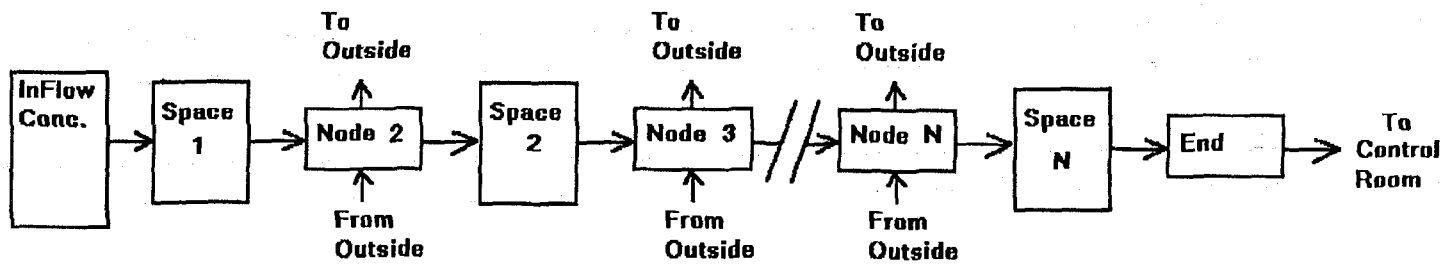 To
Outside
To
Outside
To
Outside
InFlow
Conc.
Space
1
Node 2
Space
2
Node 3
Node N
Space
N
End
To
Control
Room
From
Outside
From
Outside
From
Outside